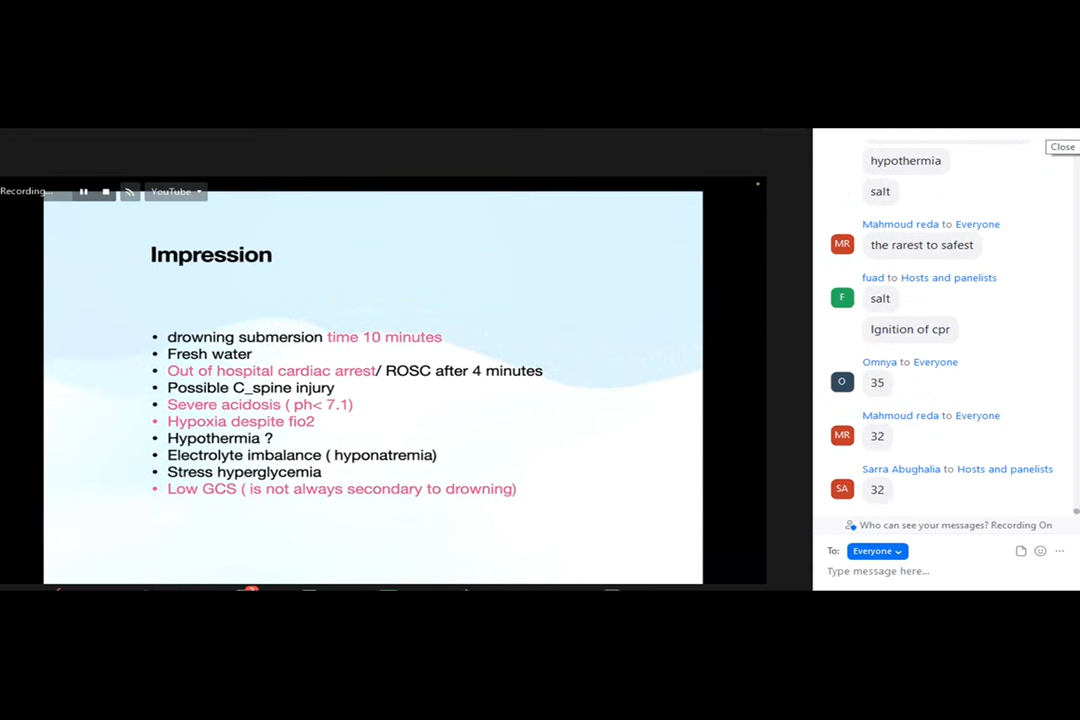 Recording...
YouTube
Impression
• drowning submersion time 10 minutes
• Fresh water
• Out of hospital cardiac arrest/ ROSC after 4 minutes
• Possible C_spine injury
• Severe acidosis ( ph< 7.1)
• Hypoxia despite fio2
• Hypothermia ?
• Electrolyte imbalance ( hyponatremia)
• Stress hyperglycemia
• Low GCS ( is not always secondary to drowning)
Close
hypothermia
salt
Mahmoud reda to Everyone
MR
the rarest to safest
fuad to Hosts and panelists
F
salt
Ignition of cpr
Omnya to Everyone
O
35
Mahmoud reda to Everyone
MR
32
Sarra Abughalia to Hosts and panelists
SA
32
Who can see your messages? Recording On
To: Everyone
Type message here...